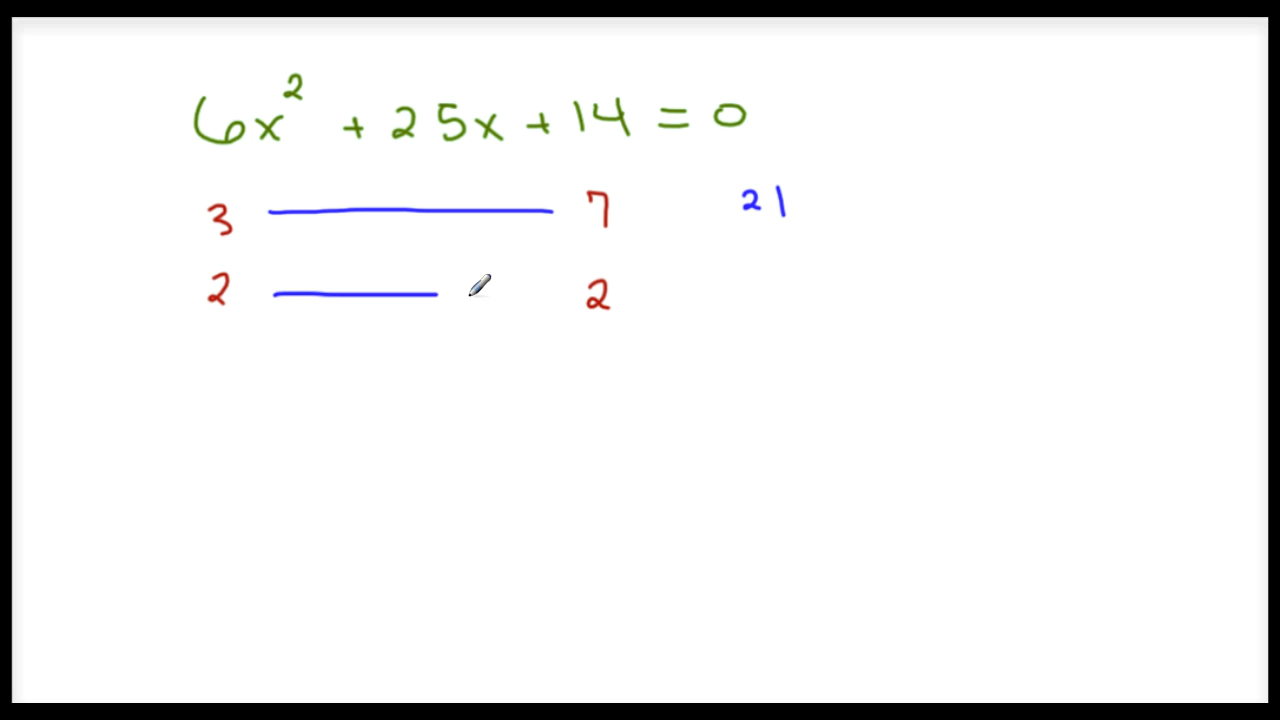 6x² + 25x + 14 = 0
3 7 21
2 2